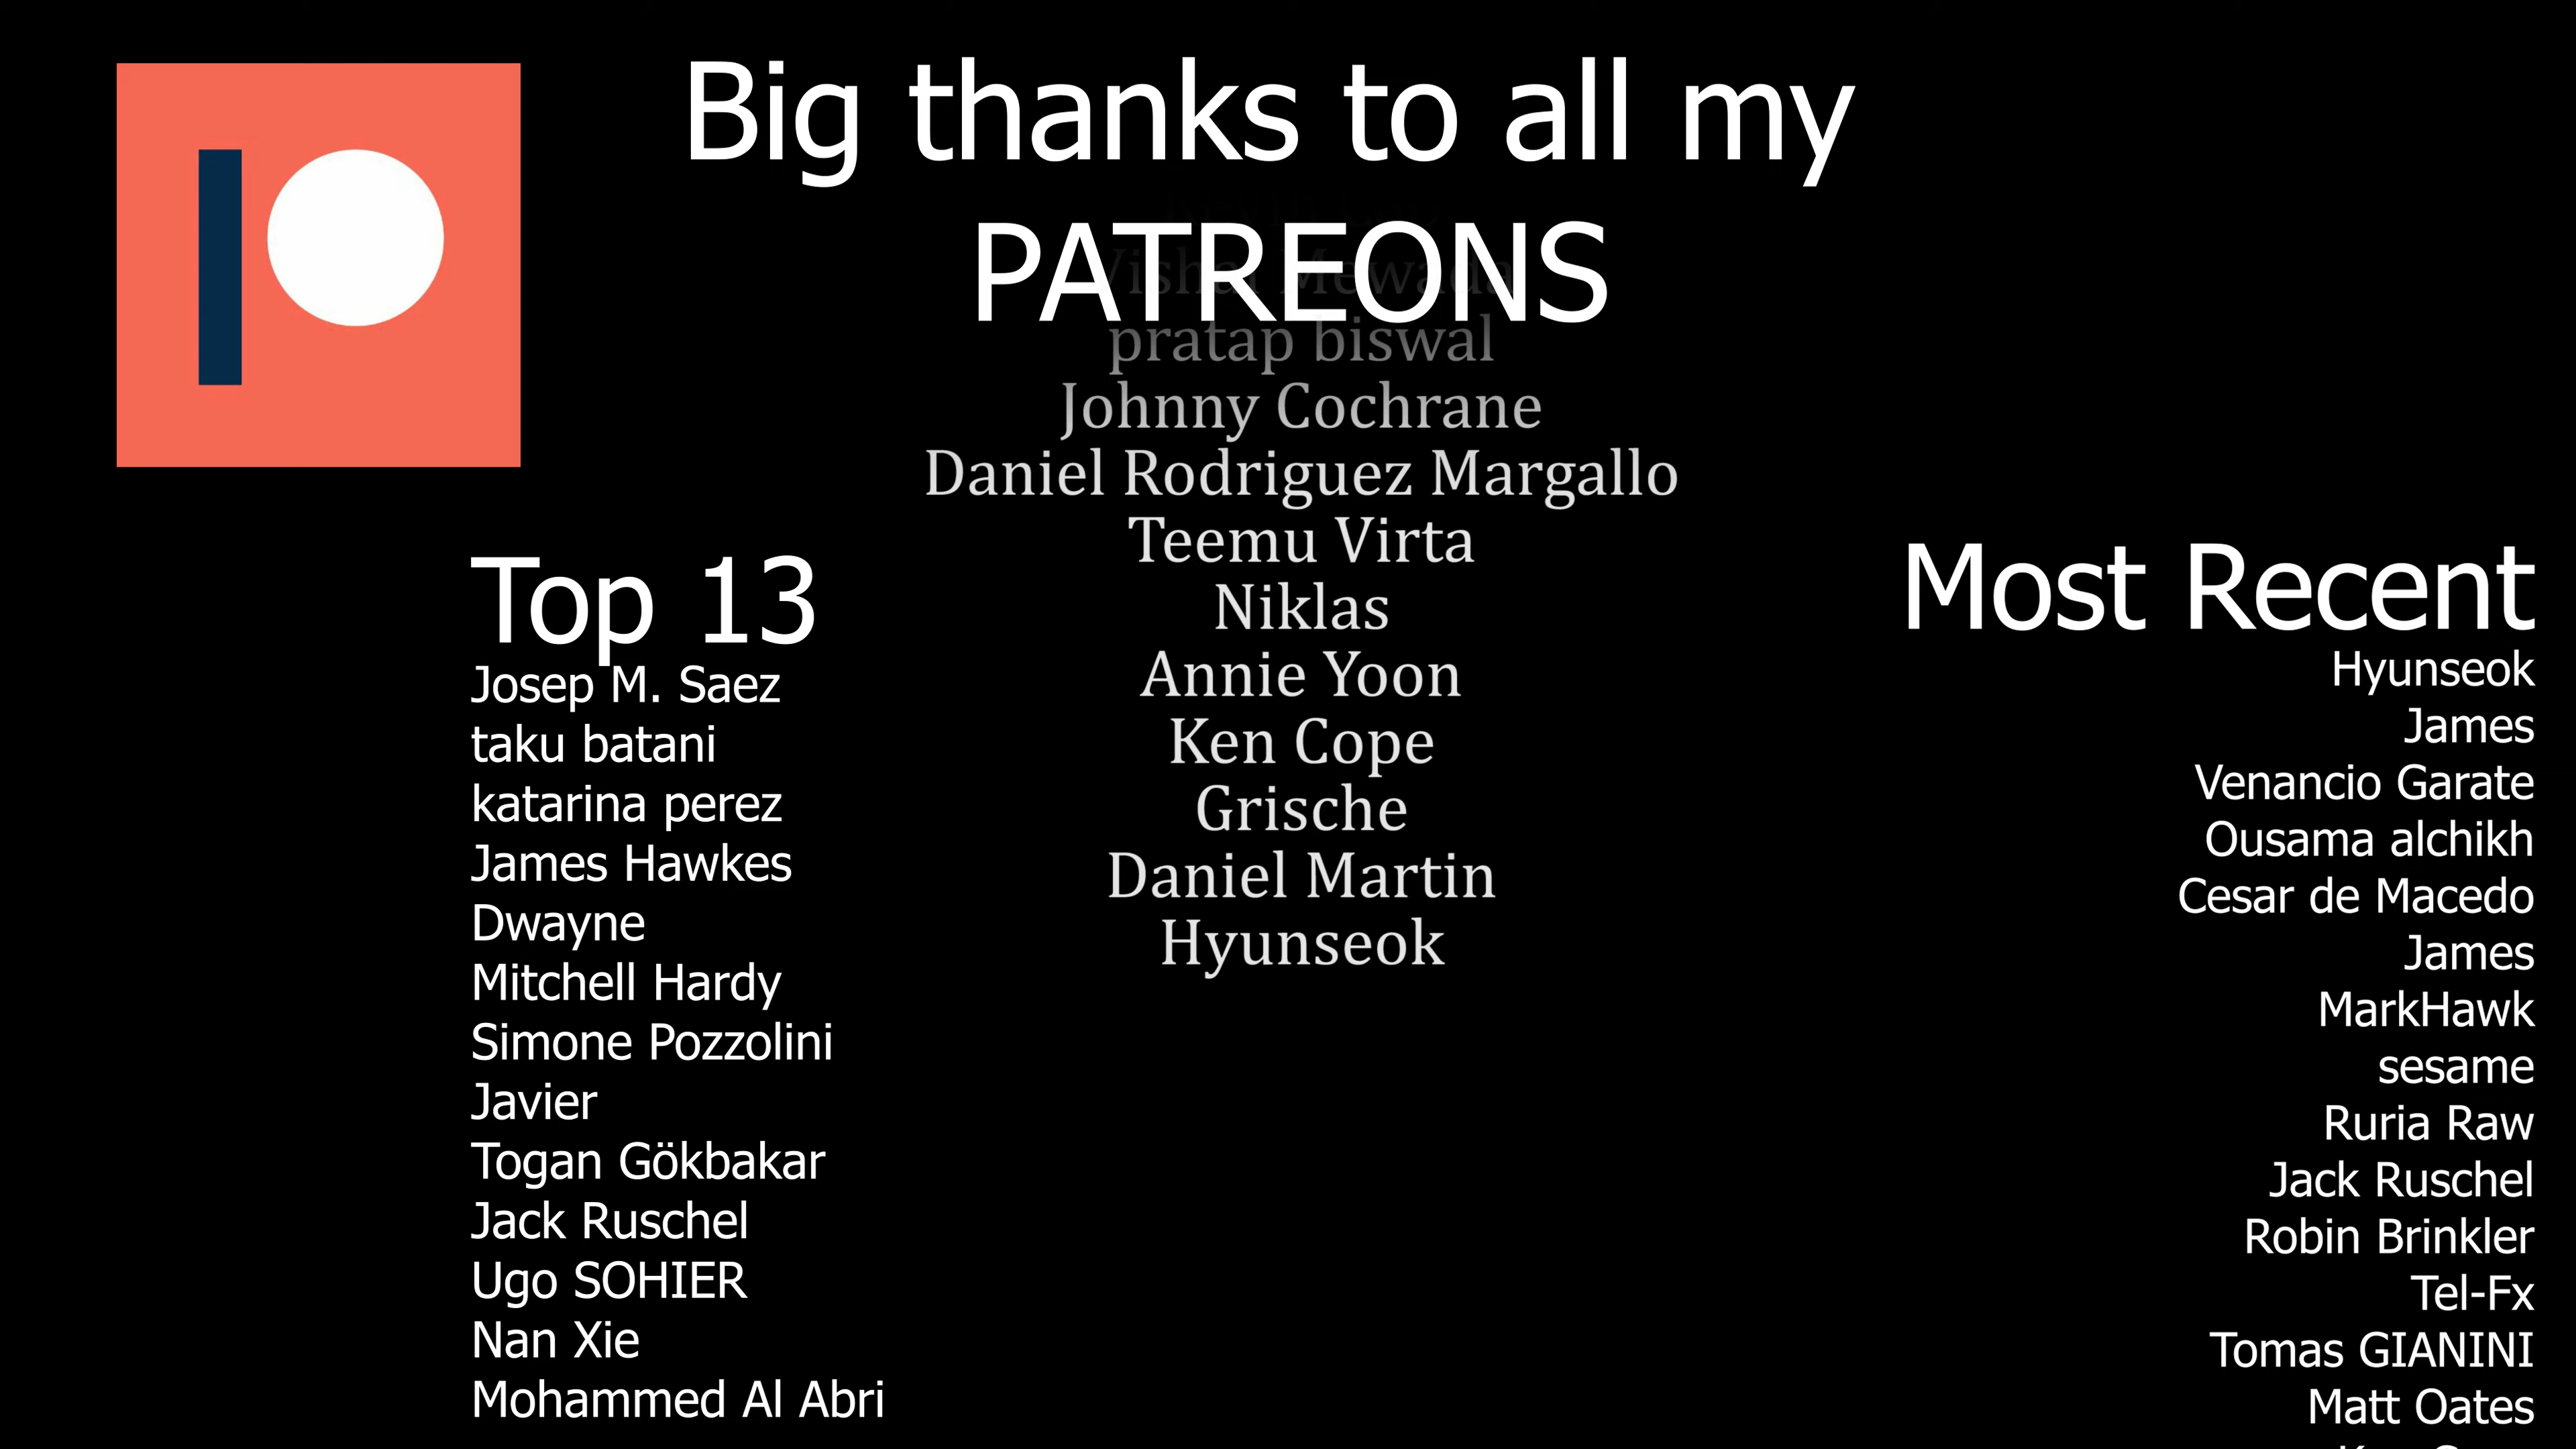 Big thanks to all my
PATREONS
Vishal Mewada
pratap biswal
Johnny Cochrane
Daniel Rodriguez Margallo
Teemu Virta
Niklas
Annie Yoon
Ken Cope
Grische
Daniel Martin
Hyunseok
Top 13
Josep M. Saez
taku batani
katarina perez
James Hawkes
Dwayne
Mitchell Hardy
Simone Pozzolini
Javier
Togan Gökbakar
Jack Ruschel
Ugo SOHIER
Nan Xie
Mohammed Al Abri
Most Recent
Hyunseok
James
Venancio Garate
Ousama alchikh
Cesar de Macedo
James
MarkHawk
sesame
Ruria Raw
Jack Ruschel
Robin Brinkler
Tel-Fx
Tomas GIANINI
Matt Oates